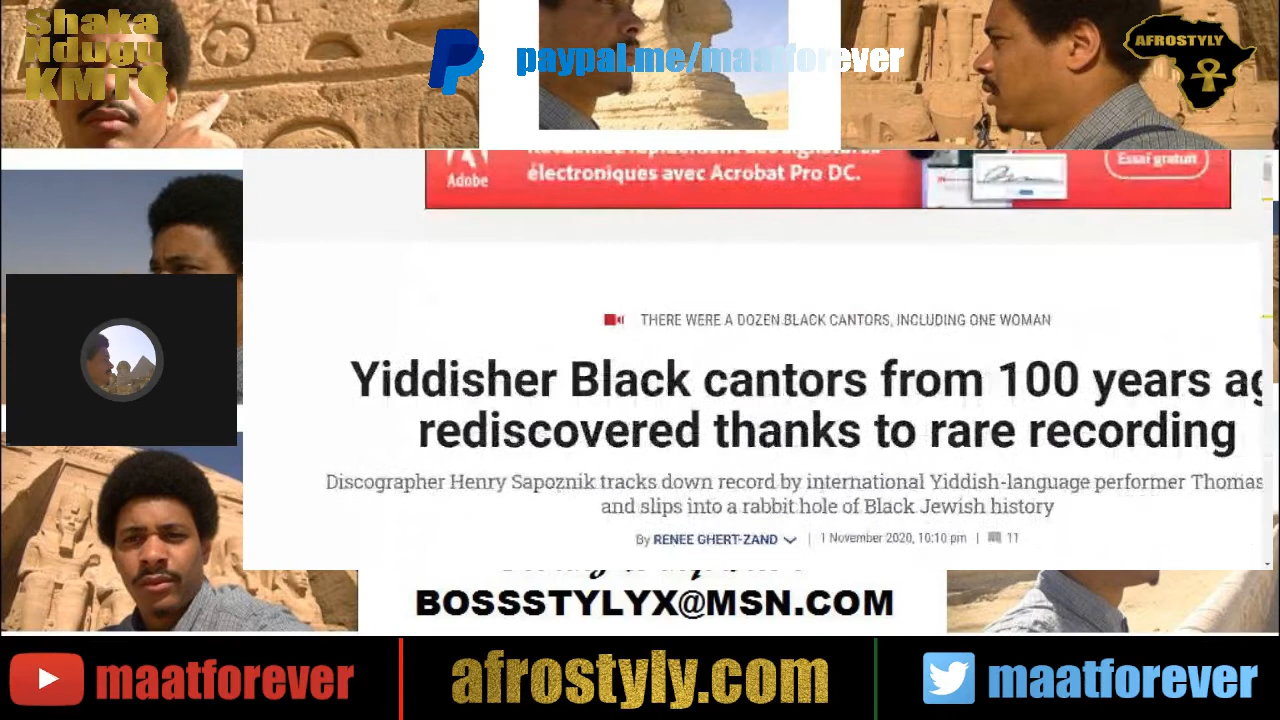 Shaka
Ndugu
KMT
paypal.me/maatforever
AFROSTYLY
Adobe
électroniques avec Acrobat Pro DC.
Essai gratuit
THERE WERE A DOZEN BLACK CANTORS, INCLUDING ONE WOMAN
Yiddisher Black cantors from 100 years ag
rediscovered thanks to rare recording
Discographer Henry Sapoznik tracks down record by international Yiddish-language performer Thomas
and slips into a rabbit hole of Black Jewish history
By RENEE GHERT-ZAND | 1 November 2020, 10:10 pm | 11
BOSSSTYLYX@MSN.COM
maatforever
afrostyly.com
maatforever